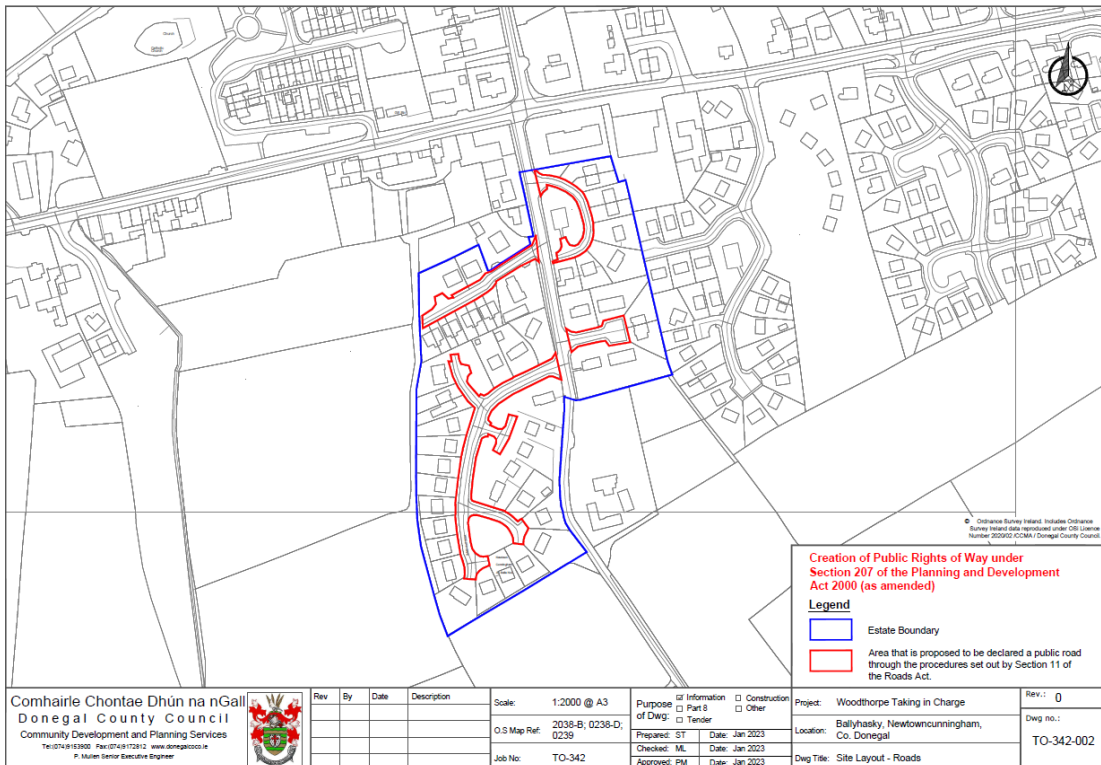 © Ordnance Survey Ireland. Includes Ordnance
Survey Ireland data reproduced under OSI Licence
Number 2020/02 /CCMA / Donegal County Council.
Creation of Public Rights of Way under
Section 207 of the Planning and Development
Act 2000 (as amended)
Legend
Estate Boundary
Area that is proposed to be declared a public road
through the procedures set out by Section 11 of
the Roads Act.
Comhairle Chontae Dhún na nGall
Donegal County Council
Community Development and Planning Services
Tel:(074)9153900 Fax:(074)9172812 www.donegalcoco.ie
P. Mullen Senior Executive Engineer
Rev By Date Description
Scale: 1:2000 @ A3
O.S Map Ref: 2038-B; 0238-D;
0239
Job No: TO-342
Purpose
of Dwg:
Information Construction
Part 8 Other
Tender
Prepared: ST Date: Jan 2023
Checked: ML Date: Jan 2023
Approved: PM Date: Jan 2023
Project: Woodthorpe Taking in Charge
Location: Ballyhasky, Newtowncunningham,
Co. Donegal
Dwg Title: Site Layout - Roads
Rev.: 0
Dwg no.:
TO-342-002